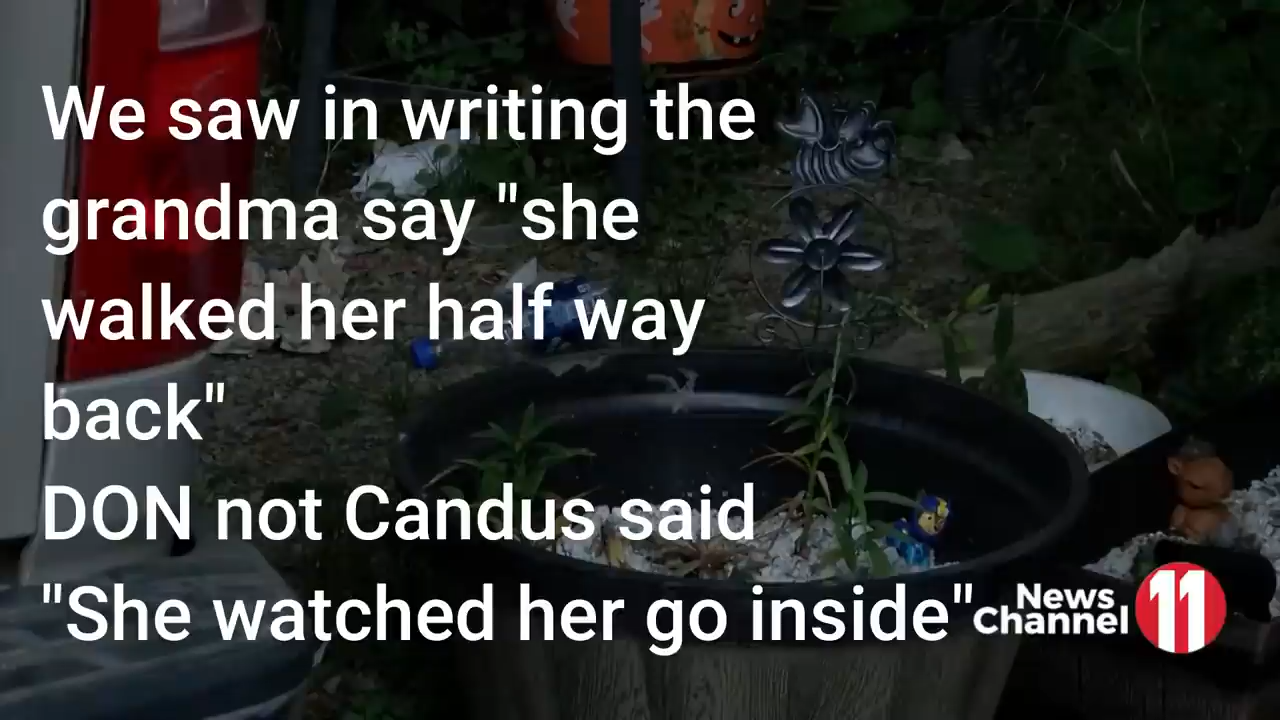 We saw in writing the
grandma say "she
walked her half way
back"
DON not Candus said
"She watched her go inside"
News
Channel
11